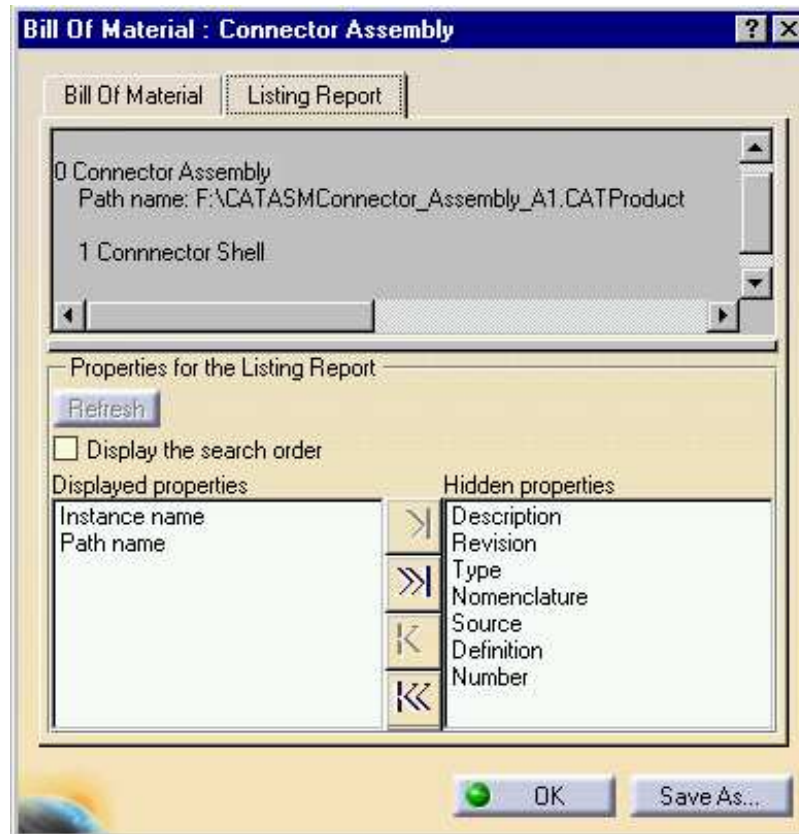 Bill Of Material : Connector Assembly
Bill Of Material Listing Report
0 Connector Assembly
Path name: F:\CATASMConnector_Assembly_A1.CATProduct
1 Connnector Shell
Properties for the Listing Report
Refresh
Display the search order
Displayed properties Hidden properties
Instance name Description
Path name Revision
Type
Nomenclature
Source
Definition
Number
OK Save As...